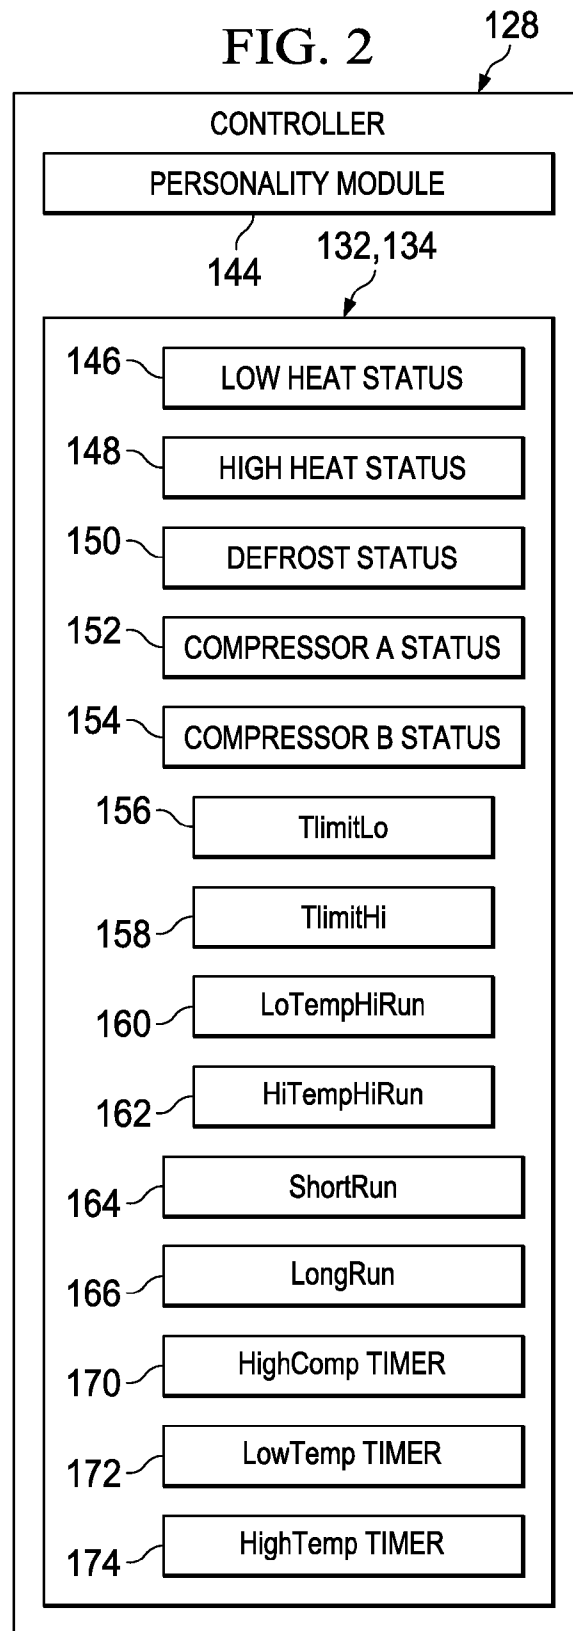 FIG. 2
128
CONTROLLER
PERSONALITY MODULE
144
132,134
146 LOW HEAT STATUS
148 HIGH HEAT STATUS
150 DEFROST STATUS
152 COMPRESSOR A STATUS
154 COMPRESSOR B STATUS
156 TlimitLo
158 TlimitHi
160 LoTempHiRun
162 HiTempHiRun
164 ShortRun
166 LongRun
170 HighComp TIMER
172 LowTemp TIMER
174 HighTemp TIMER